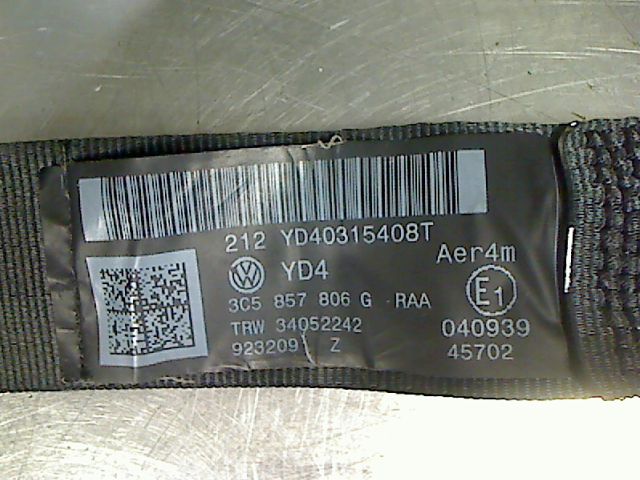 212 YD40315408T
Aer4m
YD4
E1
3C5 857 806 G RAA
TRW 34052242
040939
923209 Z
45702